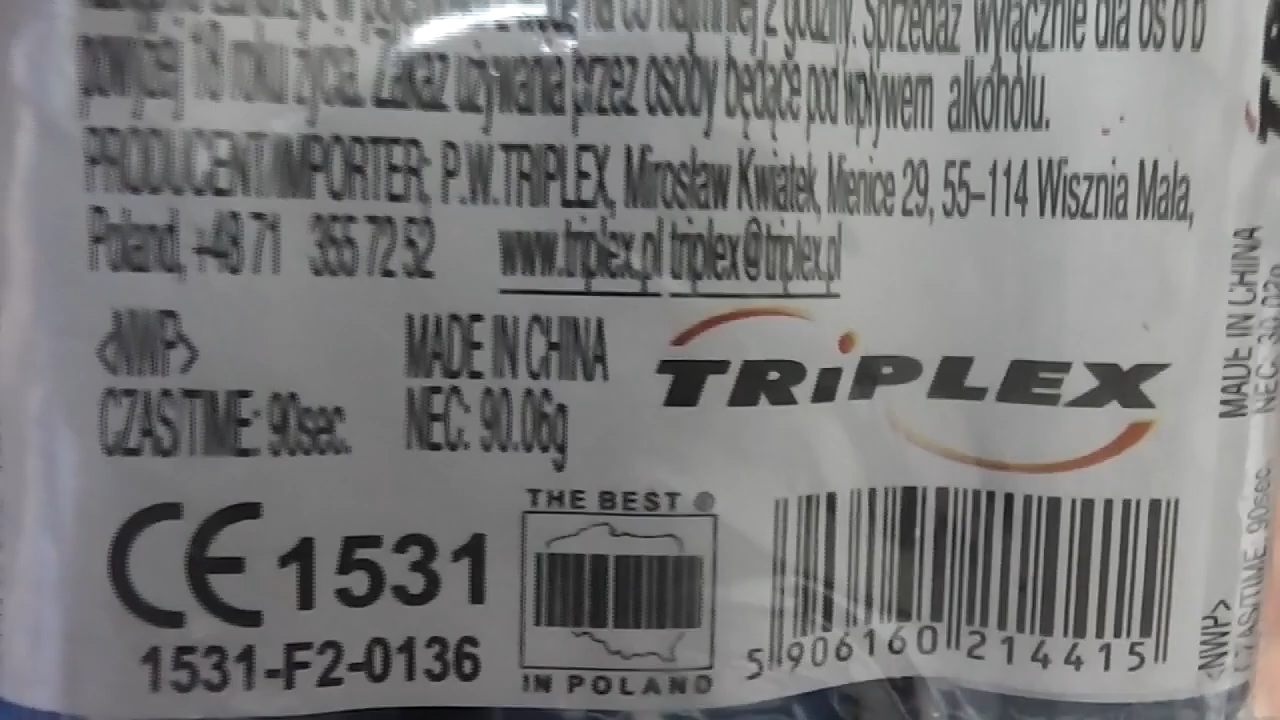 na co najmniej 2 godziny. Sprzedaż wyłącznie dla osób
powyżej 18 roku życia. Zakaz używania przez osoby będące pod wpływem alkoholu.
PRODUCENT/IMPORTER: P.W.TRIPLEX, Mirosław Kwiatek, Mienice 29, 55-114 Wisznia Mała,
Poland, +48 71 355 72 52 www.triplex.pl triplex@triplex.pl
<NWP> MADE IN CHINA
CZAS/TIME: 90sec. NEC: 90.06g
TRiPLEX
CE 1531
1531-F2-0136
THE BEST ®
IN POLAND
5 906160 214415
MADE IN CHINA
<NWP>
CZAS/TIME: 90sec